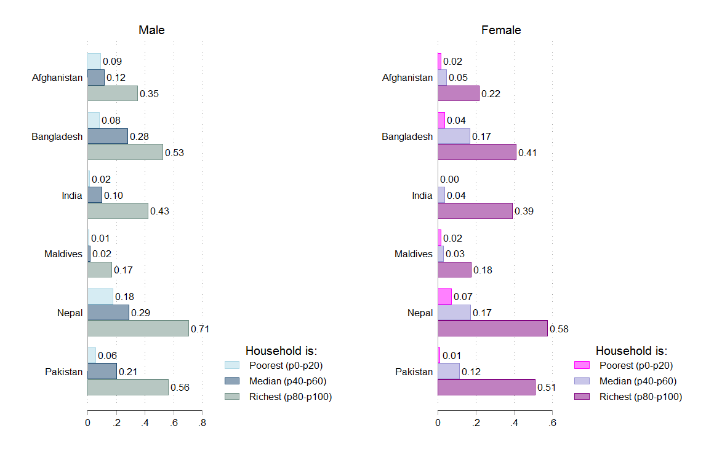 Male
0.09
Afghanistan
0.12
0.35
0.08
Bangladesh
0.28
0.53
0.02
India
0.10
0.43
0.01
Maldives
0.02
0.17
0.18
Nepal
0.29
0.71
0.06
Pakistan
0.21
0.56
0 .2 .4 .6 .8
Household is:
Poorest (p0-p20)
Median (p40-p60)
Richest (p80-p100)
Female
0.02
Afghanistan
0.05
0.22
0.04
Bangladesh
0.17
0.41
0.00
India
0.04
0.39
0.02
Maldives
0.03
0.18
0.07
Nepal
0.17
0.58
0.01
Pakistan
0.12
0.51
0 .2 .4 .6
Household is:
Poorest (p0-p20)
Median (p40-p60)
Richest (p80-p100)